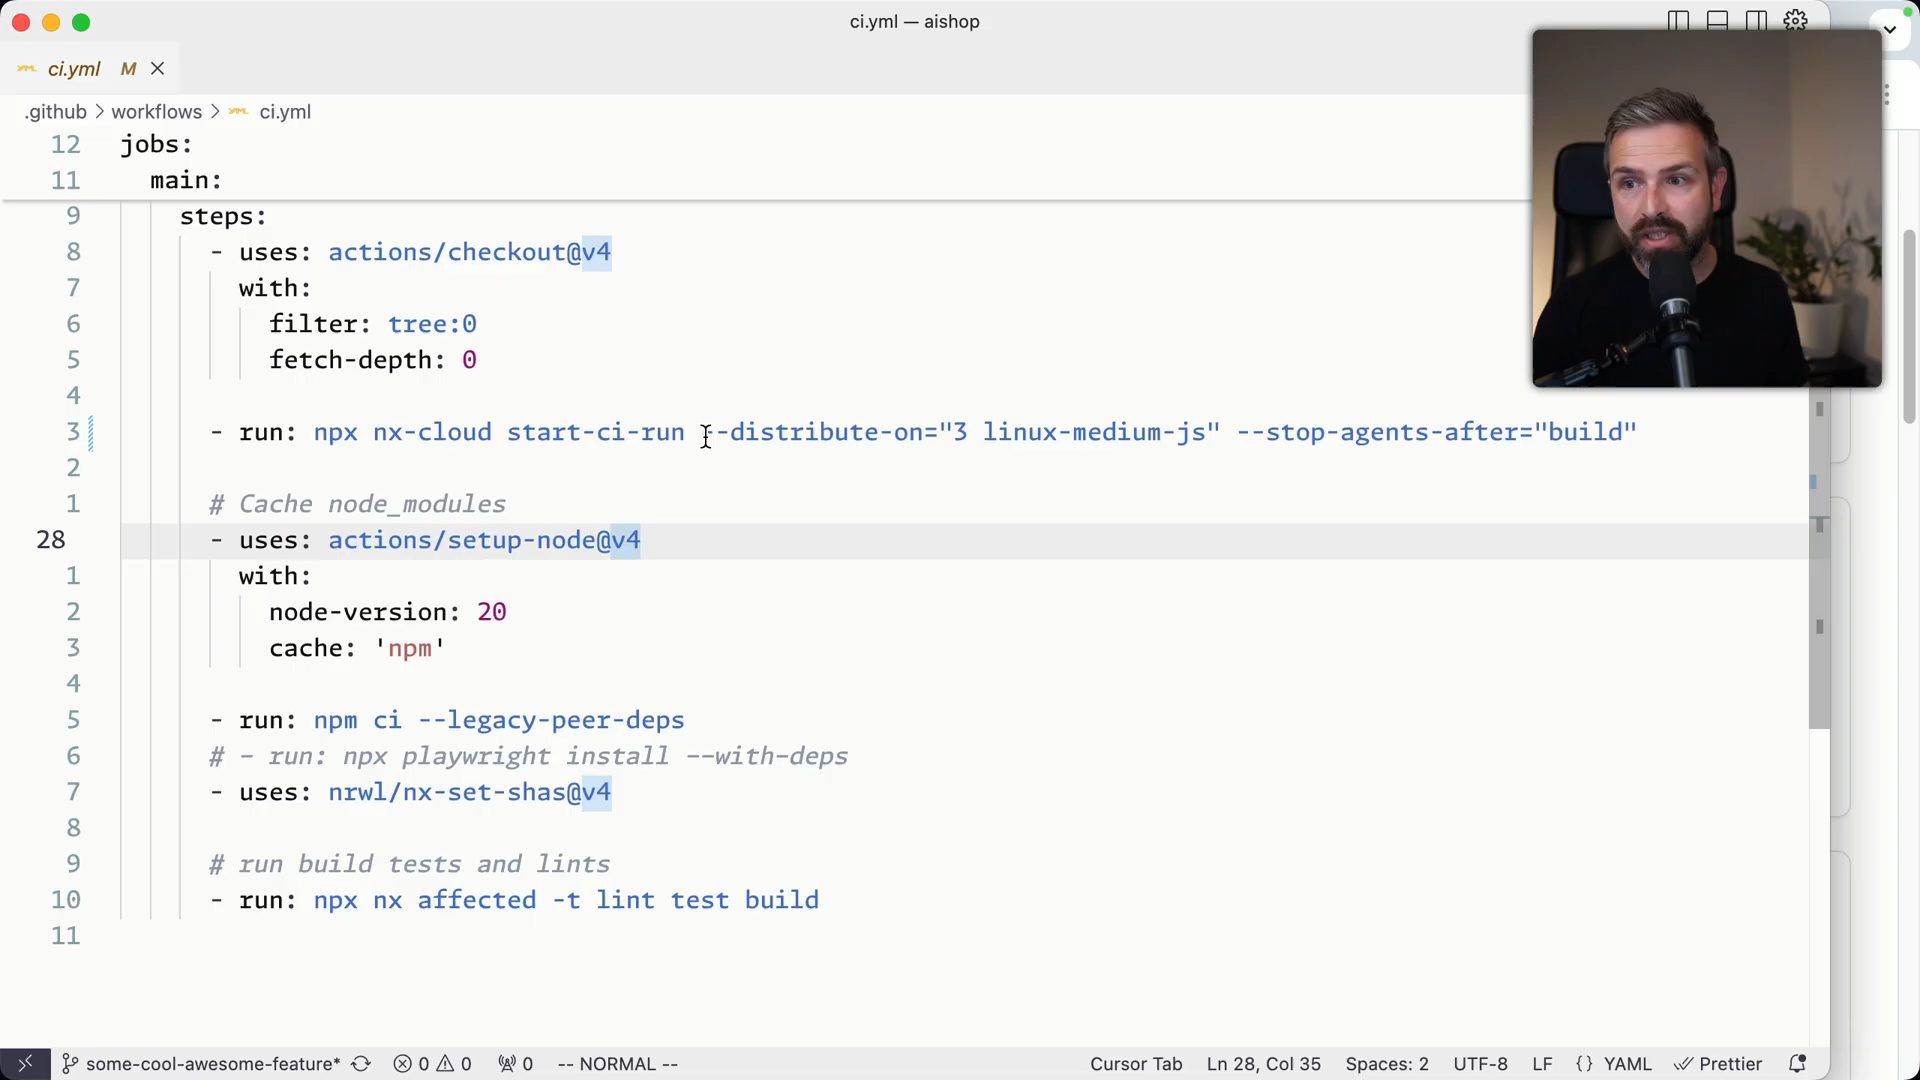 ci.yml — aishop
ci.yml M
.github > workflows > ci.yml
12 jobs:
11 main:
9 steps:
8 - uses: actions/checkout@v4
7 with:
6 filter: tree:0
5 fetch-depth: 0
4
3 - run: npx nx-cloud start-ci-run --distribute-on="3 linux-medium-js" --stop-agents-after="build"
2
1 # Cache node_modules
28 - uses: actions/setup-node@v4
1 with:
2 node-version: 20
3 cache: 'npm'
4
5 - run: npm ci --legacy-peer-deps
6 # - run: npx playwright install --with-deps
7 - uses: nrwl/nx-set-shas@v4
8
9 # run build tests and lints
10 - run: npx nx affected -t lint test build
11
some-cool-awesome-feature* 0 0 0 -- NORMAL -- Cursor Tab Ln 28, Col 35 Spaces: 2 UTF-8 LF {} YAML Prettier